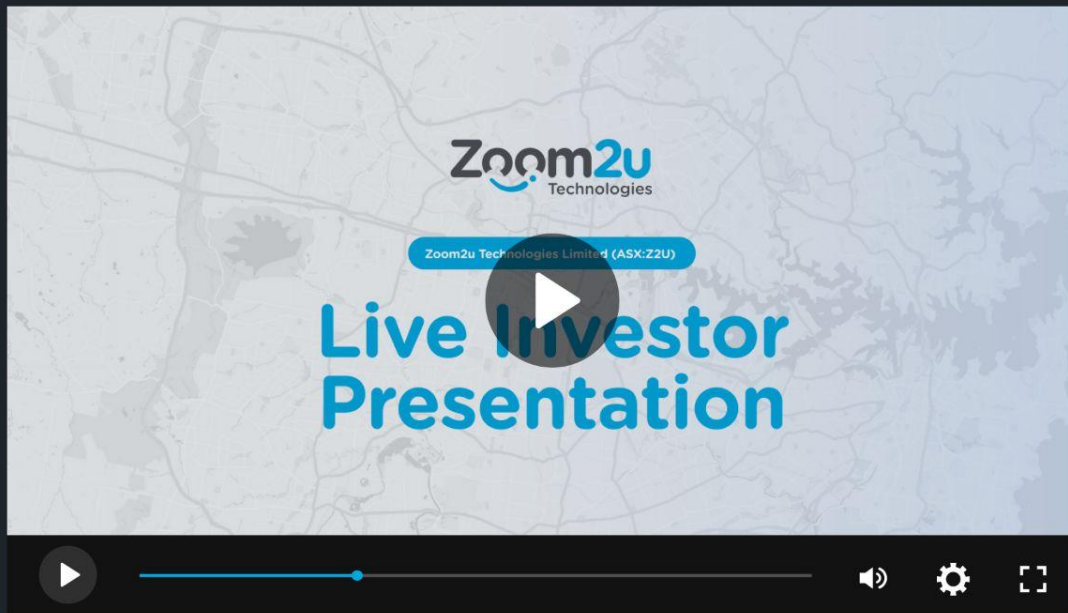 Zoom2u
Technologies
Zoom2u Technologies Limited (ASX:Z2U)
Live Investor
Presentation